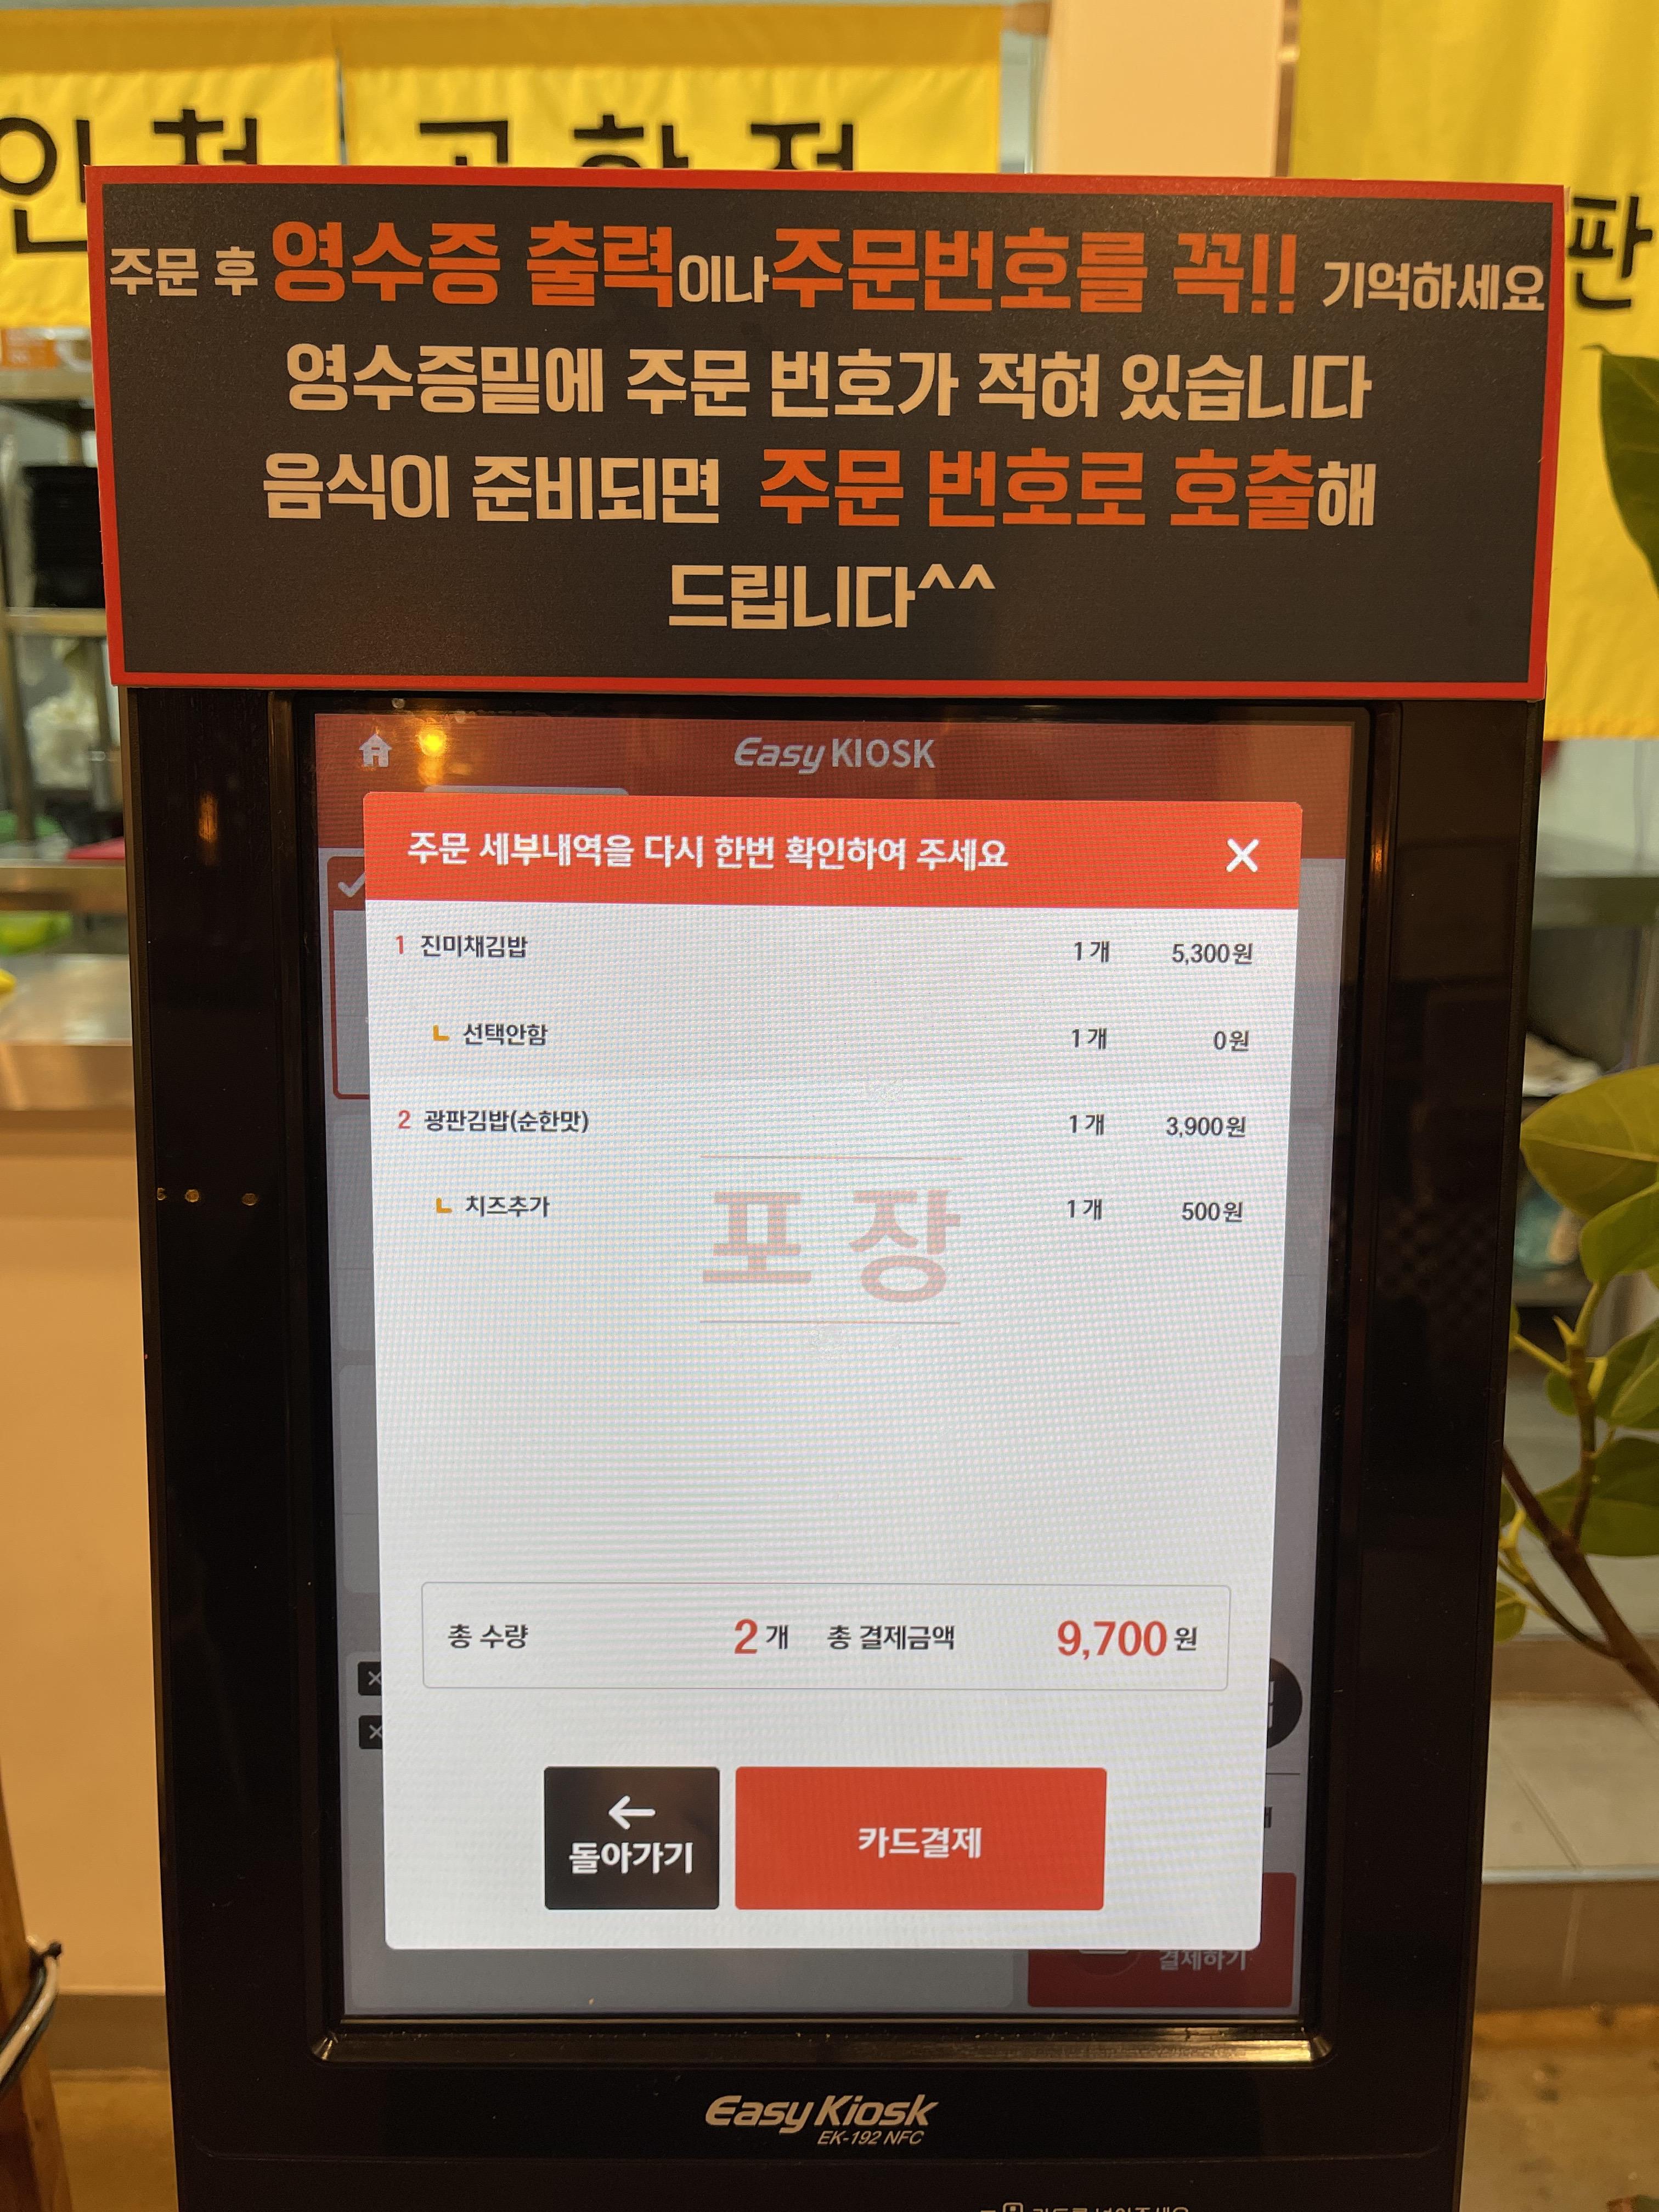 주문 후 영수증 출력이나주문번호를 꼭!! 기억하세요
영수증밑에 주문 번호가 적혀 있습니다
음식이 준비되면 주문 번호로 호출해
드립니다^^
판
Easy KIOSK
주문 세부내역을 다시 한번 확인하여 주세요
1 진미채김밥 1개 5,300원
선택안함 1개 0원
2 광판김밥(순한맛) 1개 3,900원
치즈추가 1개 500원
포장
총 수량 2개 총 결제금액 9,700원
돌아가기
카드결제
결제하기
Easy Kiosk
EK-192 NFC